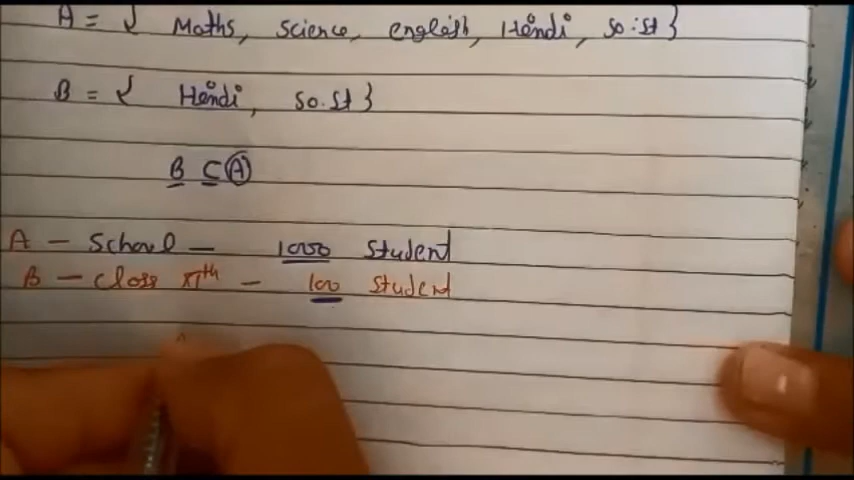 A = { Maths, science, english, Hindi, so.st }
B = { Hindi, so.st }
B ⊂ A
A — School — 1000 student
B — class XIth — 100 student